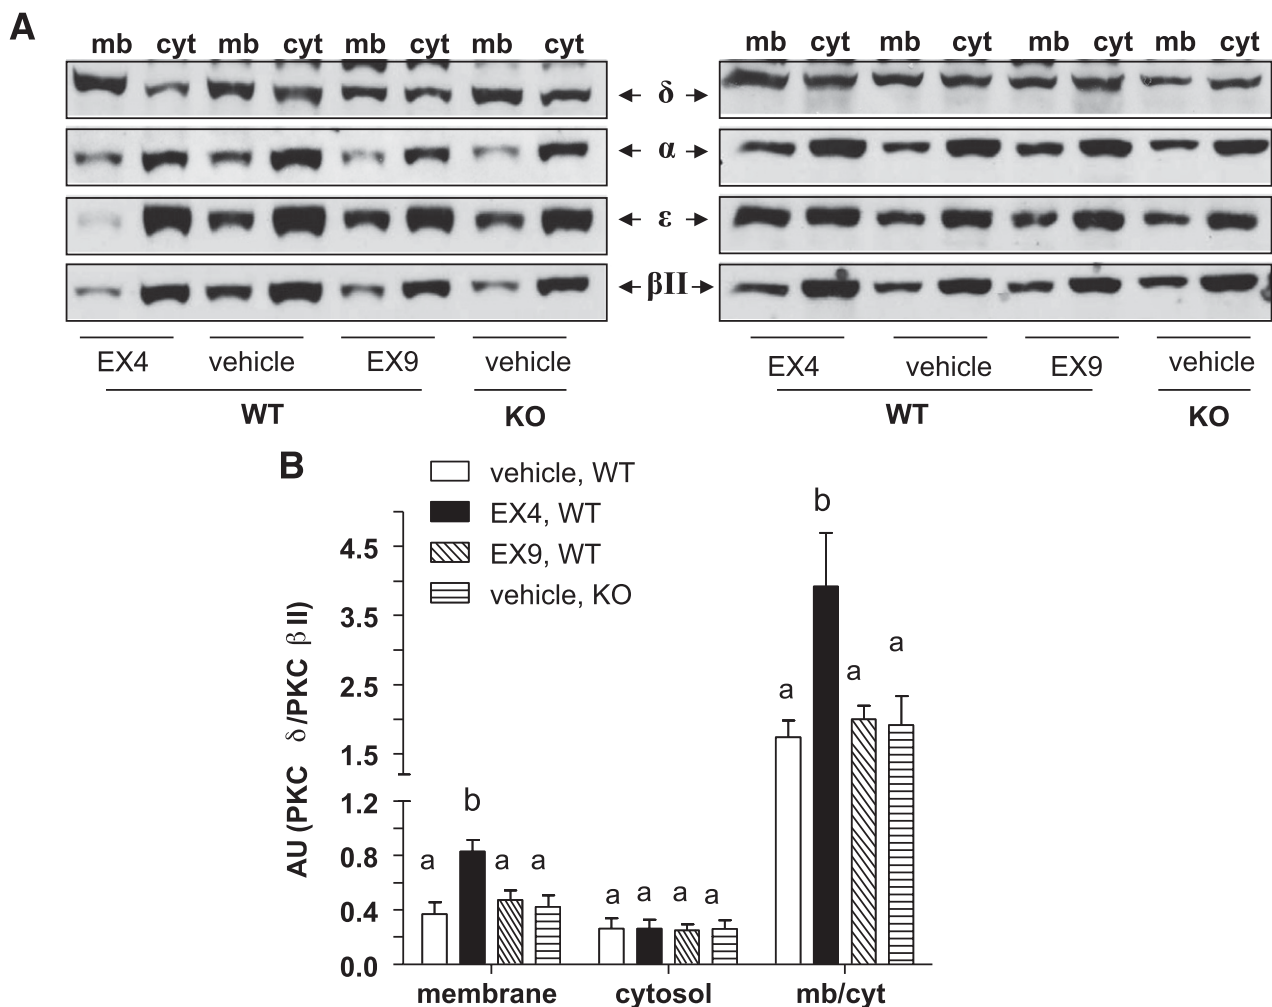 A
mb cyt mb cyt mb cyt mb cyt
mb cyt mb cyt mb cyt mb cyt
δ
α
ε
βII
EX4 vehicle EX9 vehicle
WT KO
EX4 vehicle EX9 vehicle
WT KO
B
vehicle, WT
EX4, WT
EX9, WT
vehicle, KO
AU (PKC δ/PKC β II)
4.5
3.5
2.5
1.5
1.2
0.8
0.4
0.0
a b a a
a a a a
a b a a
membrane cytosol mb/cyt